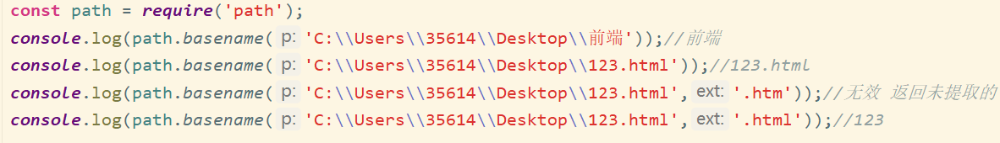 const path = require('path');
console.log(path.basename( p: 'C:\\Users\\35614\\Desktop\\前端'));//前端
console.log(path.basename( p: 'C:\\Users\\35614\\Desktop\\123.html'));//123.html
console.log(path.basename( p: 'C:\\Users\\35614\\Desktop\\123.html', ext: '.htm'));//无效 返回未提取的
console.log(path.basename( p: 'C:\\Users\\35614\\Desktop\\123.html', ext: '.html'));//123